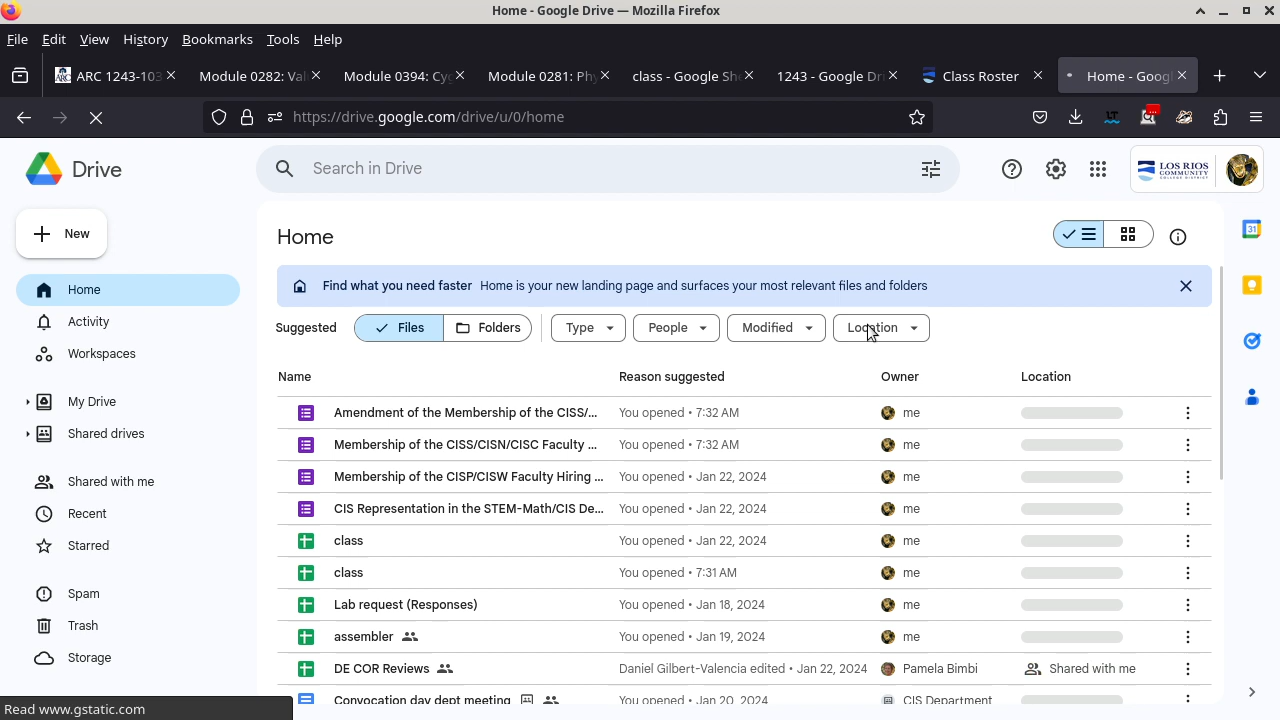 Home - Google Drive — Mozilla Firefox
File Edit View History Bookmarks Tools Help
ARC 1243-103 Module 0282: Val Module 0394: Cyc Module 0281: Phy class - Google She 1243 - Google Dri Class Roster Home - Goog
https://drive.google.com/drive/u/0/home
Drive
Search in Drive
LOS RIOS
COMMUNITY
COLLEGE DISTRICT
New
Home
Activity
Workspaces
My Drive
Shared drives
Shared with me
Recent
Starred
Spam
Trash
Storage
Home
Find what you need faster Home is your new landing page and surfaces your most relevant files and folders
Suggested Files Folders Type People Modified Location
Name Reason suggested Owner Location
Amendment of the Membership of the CISS/... You opened • 7:32 AM me
Membership of the CISS/CISN/CISC Faculty ... You opened • 7:32 AM me
Membership of the CISP/CISW Faculty Hiring ... You opened • Jan 22, 2024 me
CIS Representation in the STEM-Math/CIS De... You opened • Jan 22, 2024 me
class You opened • Jan 22, 2024 me
class You opened • 7:31 AM me
Lab request (Responses) You opened • Jan 18, 2024 me
assembler You opened • Jan 19, 2024 me
DE COR Reviews Daniel Gilbert-Valencia edited • Jan 22, 2024 Pamela Bimbi Shared with me
Convocation day dept meeting You opened • Jan 20, 2024 CIS Department
31
Read www.gstatic.com